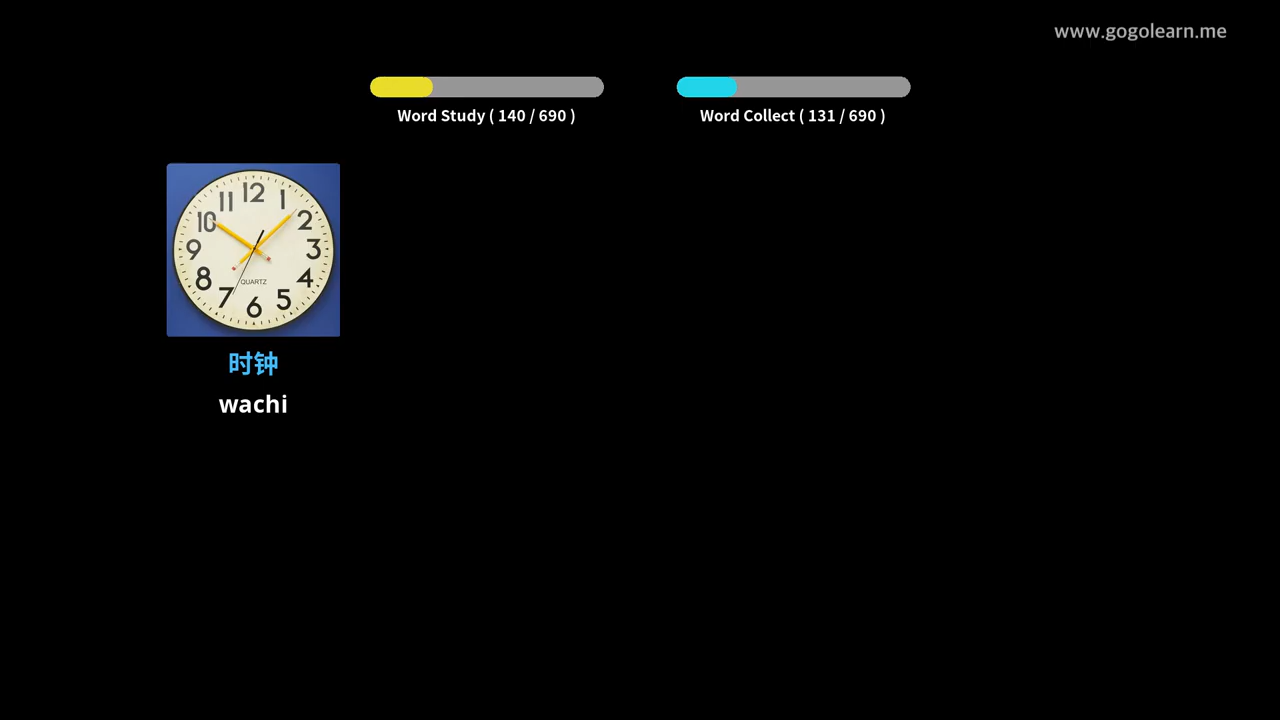 www.gogolearn.me
Word Study ( 140 / 690 )
Word Collect ( 131 / 690 )
12
11
1
10
2
9
3
8
4
7
5
6
QUARTZ
时钟
wachi